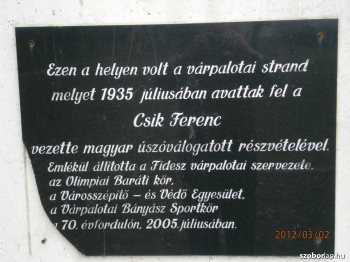 Ezen a helyen volt a várpalotai strand
melyet 1935 júliusában avattak fel a
Csik Ferenc
vezette magyar úszóválogatott részvételével.
Emlékül állította a Fidesz várpalotai szervezete,
az Olimpiai Baráti kör,
a Városszépítő - és Védő Egyesület,
a Várpalotai Bányász Sportkör
a 70. évfordulón, 2005.júliusában.
2012/03/02
szoborlap.hu